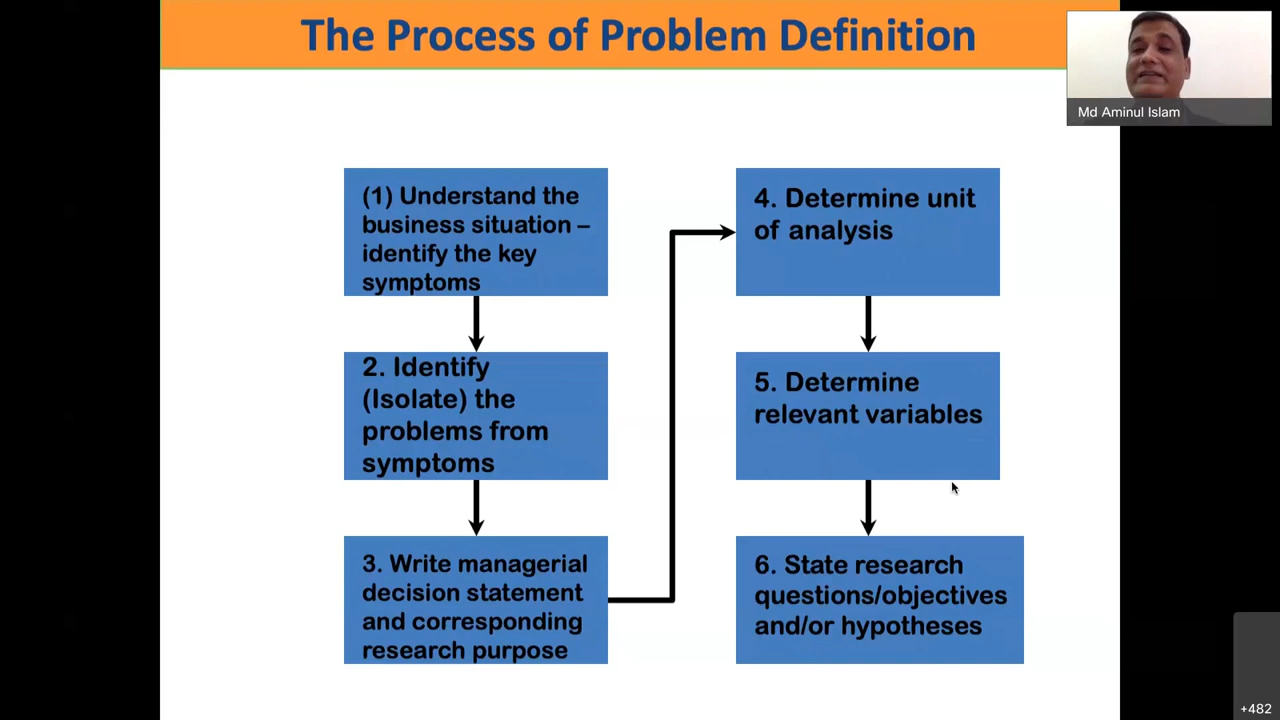 The Process of Problem Definition
Md Aminul Islam
(1) Understand the
business situation –
identify the key
symptoms
2. Identify
(Isolate) the
problems from
symptoms
3. Write managerial
decision statement
and corresponding
research purpose
4. Determine unit
of analysis
5. Determine
relevant variables
6. State research
questions/objectives
and/or hypotheses
+482